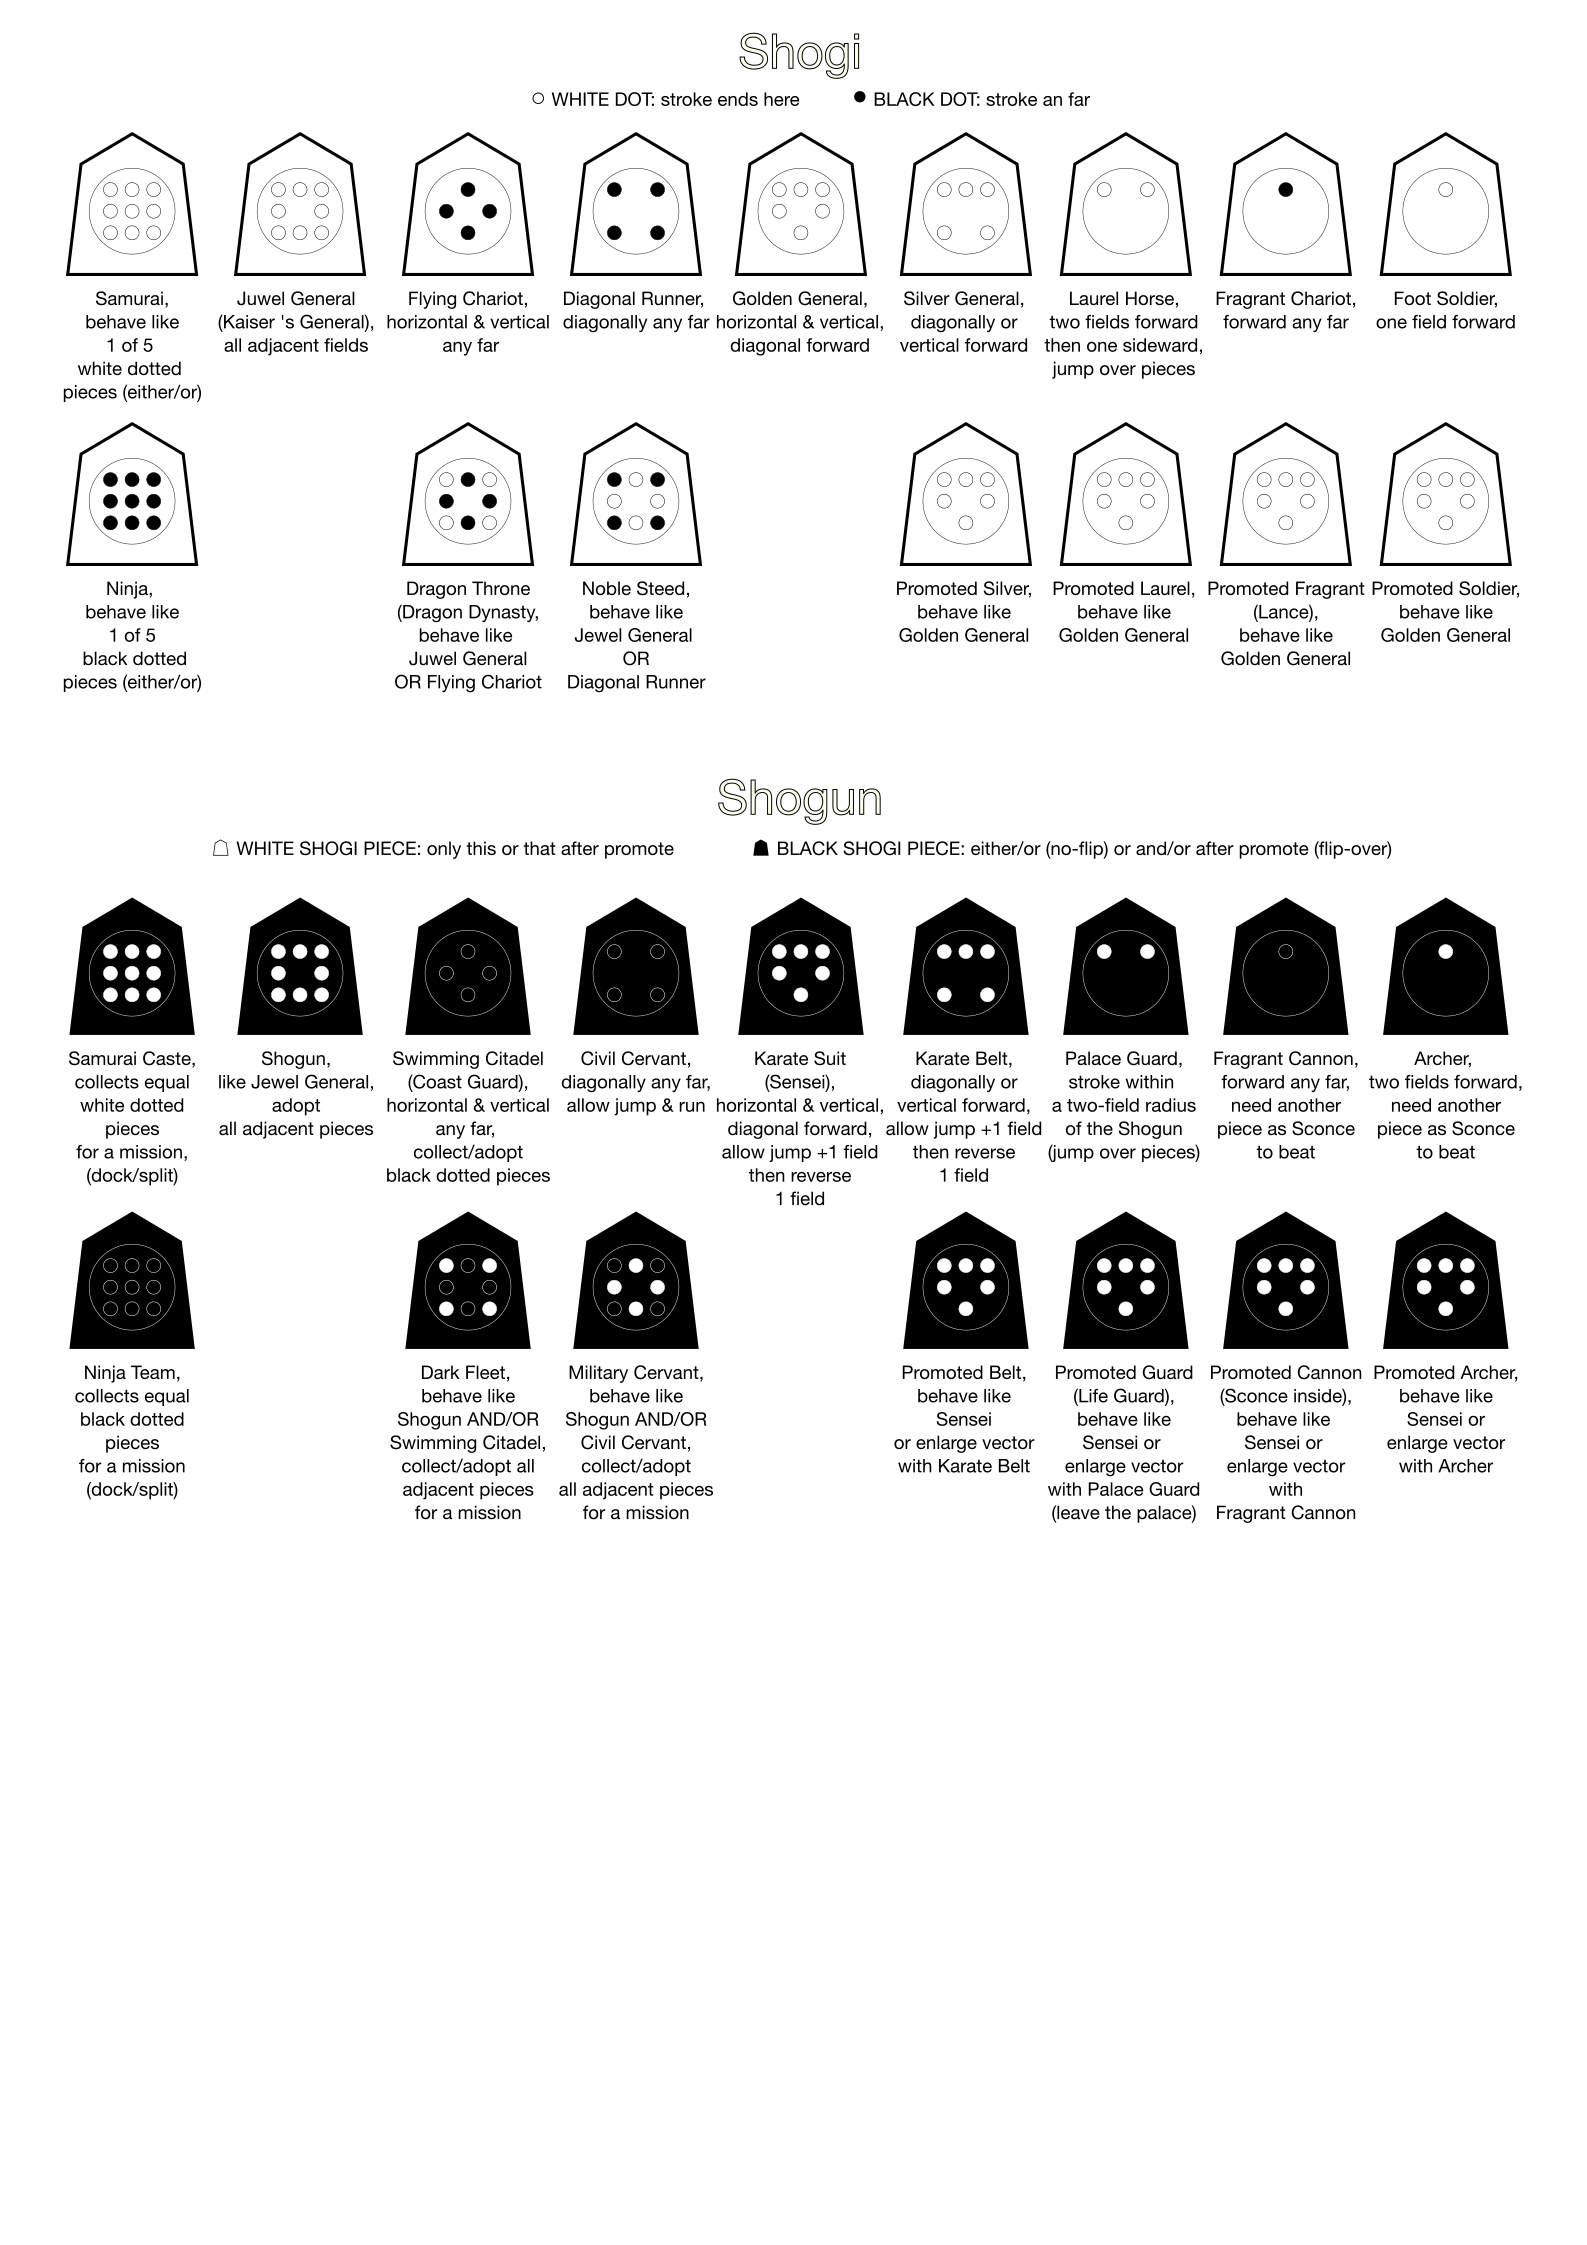 Shogi
WHITE DOT: stroke ends here
BLACK DOT: stroke an far
Samurai,
behave like
1 of 5
white dotted
pieces (either/or)
Juwel General
(Kaiser 's General),
all adjacent fields
Flying Chariot,
horizontal & vertical
any far
Diagonal Runner,
diagonally any far
Golden General,
horizontal & vertical,
diagonal forward
Silver General,
diagonally or
vertical forward
Laurel Horse,
two fields forward
then one sideward,
jump over pieces
Fragrant Chariot,
forward any far
Foot Soldier,
one field forward
Ninja,
behave like
1 of 5
black dotted
pieces (either/or)
Dragon Throne
(Dragon Dynasty,
behave like
Juwel General
OR Flying Chariot
Noble Steed,
behave like
Jewel General
OR
Diagonal Runner
Promoted Silver,
behave like
Golden General
Promoted Laurel,
behave like
Golden General
Promoted Fragrant
(Lance),
behave like
Golden General
Promoted Soldier,
behave like
Golden General
Shogun
WHITE SHOGI PIECE: only this or that after promote
BLACK SHOGI PIECE: either/or (no-flip) or and/or after promote (flip-over)
Samurai Caste,
collects equal
white dotted
pieces
for a mission,
(dock/split)
Shogun,
like Jewel General,
adopt
all adjacent pieces
Swimming Citadel
(Coast Guard),
horizontal & vertical
any far,
collect/adopt
black dotted pieces
Civil Cervant,
diagonally any far,
allow jump & run
Karate Suit
(Sensei),
horizontal & vertical,
diagonal forward,
allow jump +1 field
then reverse
1 field
Karate Belt,
diagonally or
vertical forward,
allow jump +1 field
then reverse
1 field
Palace Guard,
stroke within
a two-field radius
of the Shogun
(jump over pieces)
Fragrant Cannon,
forward any far,
need another
piece as Sconce
to beat
Archer,
two fields forward,
need another
piece as Sconce
to beat
Ninja Team,
collects equal
black dotted
pieces
for a mission
(dock/split)
Dark Fleet,
behave like
Shogun AND/OR
Swimming Citadel,
collect/adopt all
adjacent pieces
for a mission
Military Cervant,
behave like
Shogun AND/OR
Civil Cervant,
collect/adopt
all adjacent pieces
for a mission
Promoted Belt,
behave like
Sensei
or enlarge vector
with Karate Belt
Promoted Guard
(Life Guard),
behave like
Sensei or
enlarge vector
with Palace Guard
(leave the palace)
Promoted Cannon
(Sconce inside),
behave like
Sensei or
enlarge vector
with
Fragrant Cannon
Promoted Archer,
behave like
Sensei or
enlarge vector
with Archer